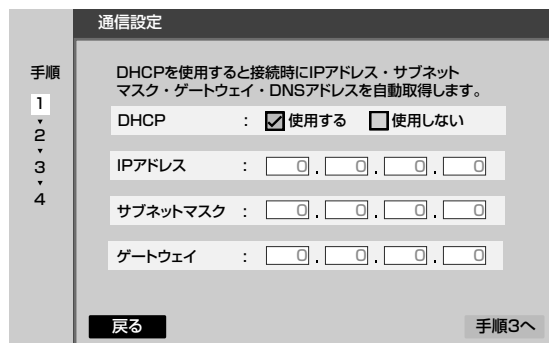 通信設定
手順
1
2
3
4
DHCPを使用すると接続時にIPアドレス・サブネット
マスク・ゲートウェイ・DNSアドレスを自動取得します。
DHCP : 使用する 使用しない
IPアドレス : 0 . 0 . 0 . 0
サブネットマスク : 0 . 0 . 0 . 0
ゲートウェイ : 0 . 0 . 0 . 0
戻る 手順3へ